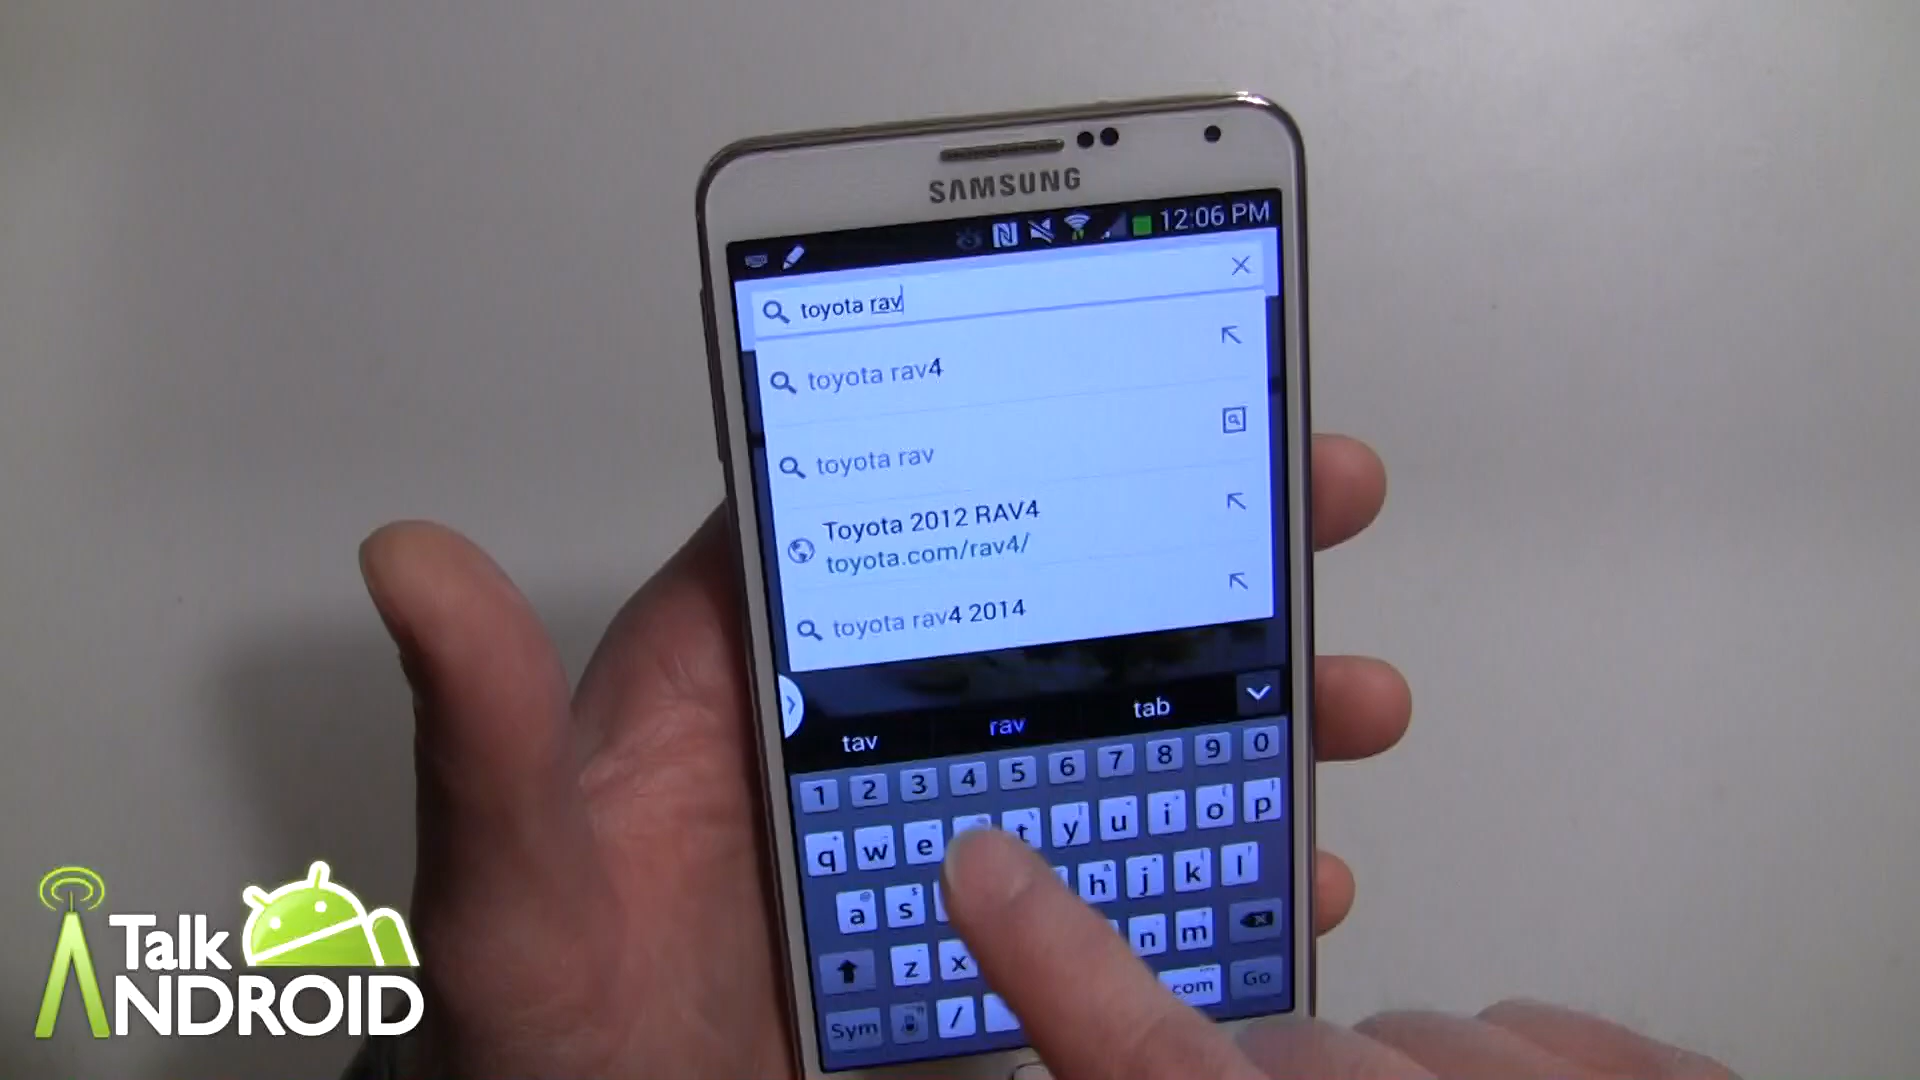 SAMSUNG
12:06 PM
toyota rav
toyota rav4
toyota rav
Toyota 2012 RAV4
toyota.com/rav4/
toyota rav4 2014
tav rav tab
1 2 3 4 5 6 7 8 9 0
q w e t y u i o p
a s h j k l
z x n m
Sym / com Go
Talk
ANDROID